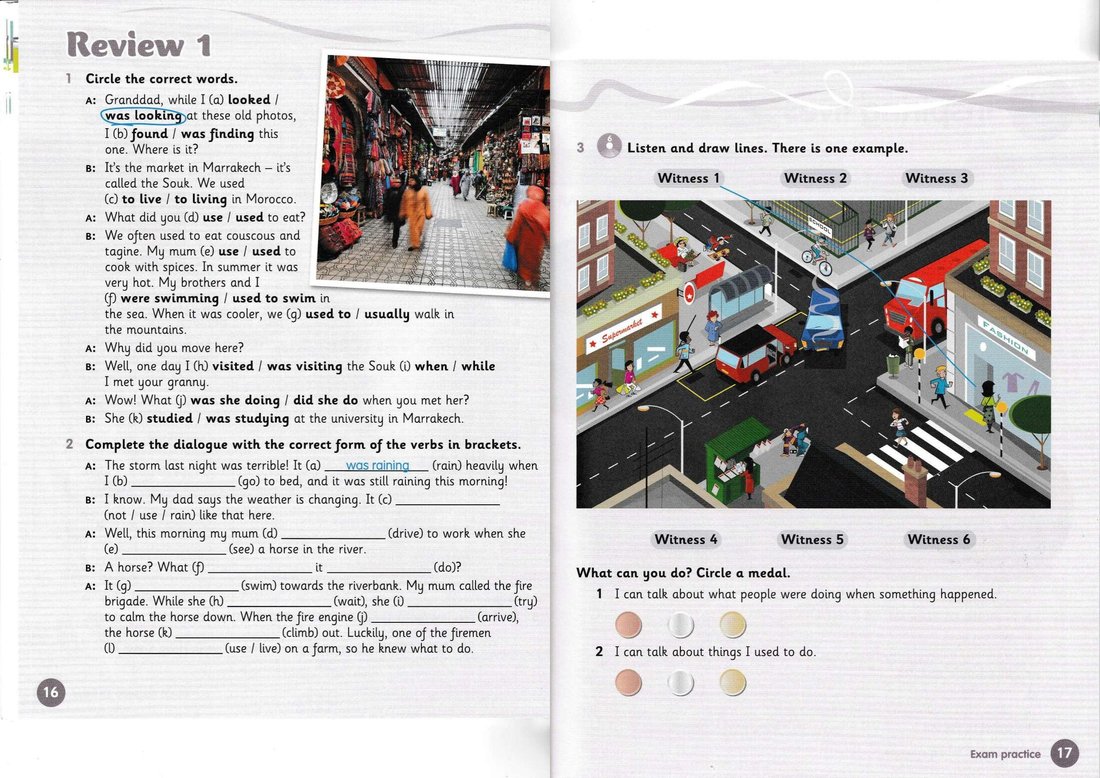 Review 1
1 Circle the correct words.
A: Granddad, while I (a) looked /
was looking at these old photos,
I (b) found / was finding this
one. Where is it?
B: It's the market in Marrakech – it's
called the Souk. We used
(c) to live / to living in Morocco.
A: What did you (d) use / used to eat?
B: We often used to eat couscous and
tagine. My mum (e) use / used to
cook with spices. In summer it was
very hot. My brothers and I
(f) were swimming / used to swim in
the sea. When it was cooler, we (g) used to / usually walk in
the mountains.
A: Why did you move here?
B: Well, one day I (h) visited / was visiting the Souk (i) when / while
I met your granny.
A: Wow! What (j) was she doing / did she do when you met her?
B: She (k) studied / was studying at the university in Marrakech.
2 Complete the dialogue with the correct form of the verbs in brackets.
A: The storm last night was terrible! It (a) was raining (rain) heavily when
I (b) ________________ (go) to bed, and it was still raining this morning!
B: I know. My dad says the weather is changing. It (c) ________________
(not / use / rain) like that here.
A: Well, this morning my mum (d) ________________ (drive) to work when she
(e) ________________ (see) a horse in the river.
B: A horse? What (f) ________________ it ________________ (do)?
A: It (g) ________________ (swim) towards the riverbank. My mum called the fire
brigade. While she (h) ________________ (wait), she (i) ________________ (try)
to calm the horse down. When the fire engine (j) ________________ (arrive),
the horse (k) ________________ (climb) out. Luckily, one of the firemen
(l) ________________ (use / live) on a farm, so he knew what to do.
16
3 6 Listen and draw lines. There is one example.
Witness 1 Witness 2 Witness 3
SCHOOL
Supermarket
FASHION
Witness 4 Witness 5 Witness 6
What can you do? Circle a medal.
1 I can talk about what people were doing when something happened.
2 I can talk about things I used to do.
Exam practice 17